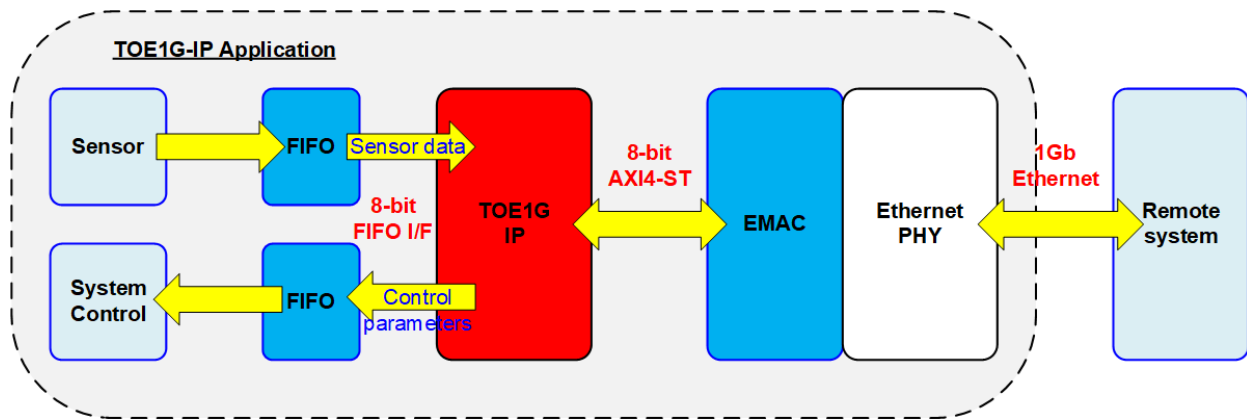 TOE1G-IP Application
Sensor
FIFO
Sensor data
8-bit
FIFO I/F
TOE1G
IP
8-bit
AXI4-ST
EMAC
Ethernet
PHY
1Gb
Ethernet
Remote
system
System
Control
FIFO
Control
parameters